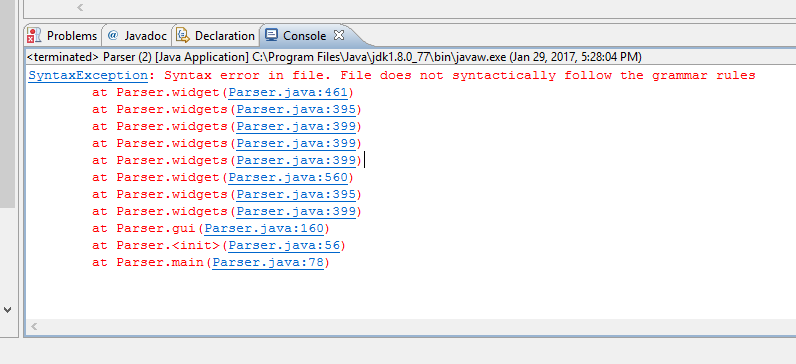 Problems @ Javadoc Declaration Console
<terminated> Parser (2) [Java Application] C:\Program Files\Java\jdk1.8.0_77\bin\javaw.exe (Jan 29, 2017, 5:28:04 PM)
SyntaxException: Syntax error in file. File does not syntactically follow the grammar rules
at Parser.widget(Parser.java:461)
at Parser.widgets(Parser.java:395)
at Parser.widgets(Parser.java:399)
at Parser.widgets(Parser.java:399)
at Parser.widgets(Parser.java:399)
at Parser.widget(Parser.java:560)
at Parser.widgets(Parser.java:395)
at Parser.widgets(Parser.java:399)
at Parser.gui(Parser.java:160)
at Parser.<init>(Parser.java:56)
at Parser.main(Parser.java:78)